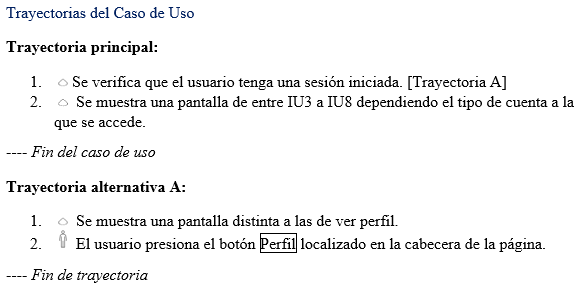 Trayectorias del Caso de Uso
Trayectoria principal:
1. Se verifica que el usuario tenga una sesión iniciada. [Trayectoria A]
2. Se muestra una pantalla de entre IU3 a IU8 dependiendo el tipo de cuenta a la
que se accede.
---- Fin del caso de uso
Trayectoria alternativa A:
1. Se muestra una pantalla distinta a las de ver perfil.
2. El usuario presiona el botón Perfil localizado en la cabecera de la página.
---- Fin de trayectoria